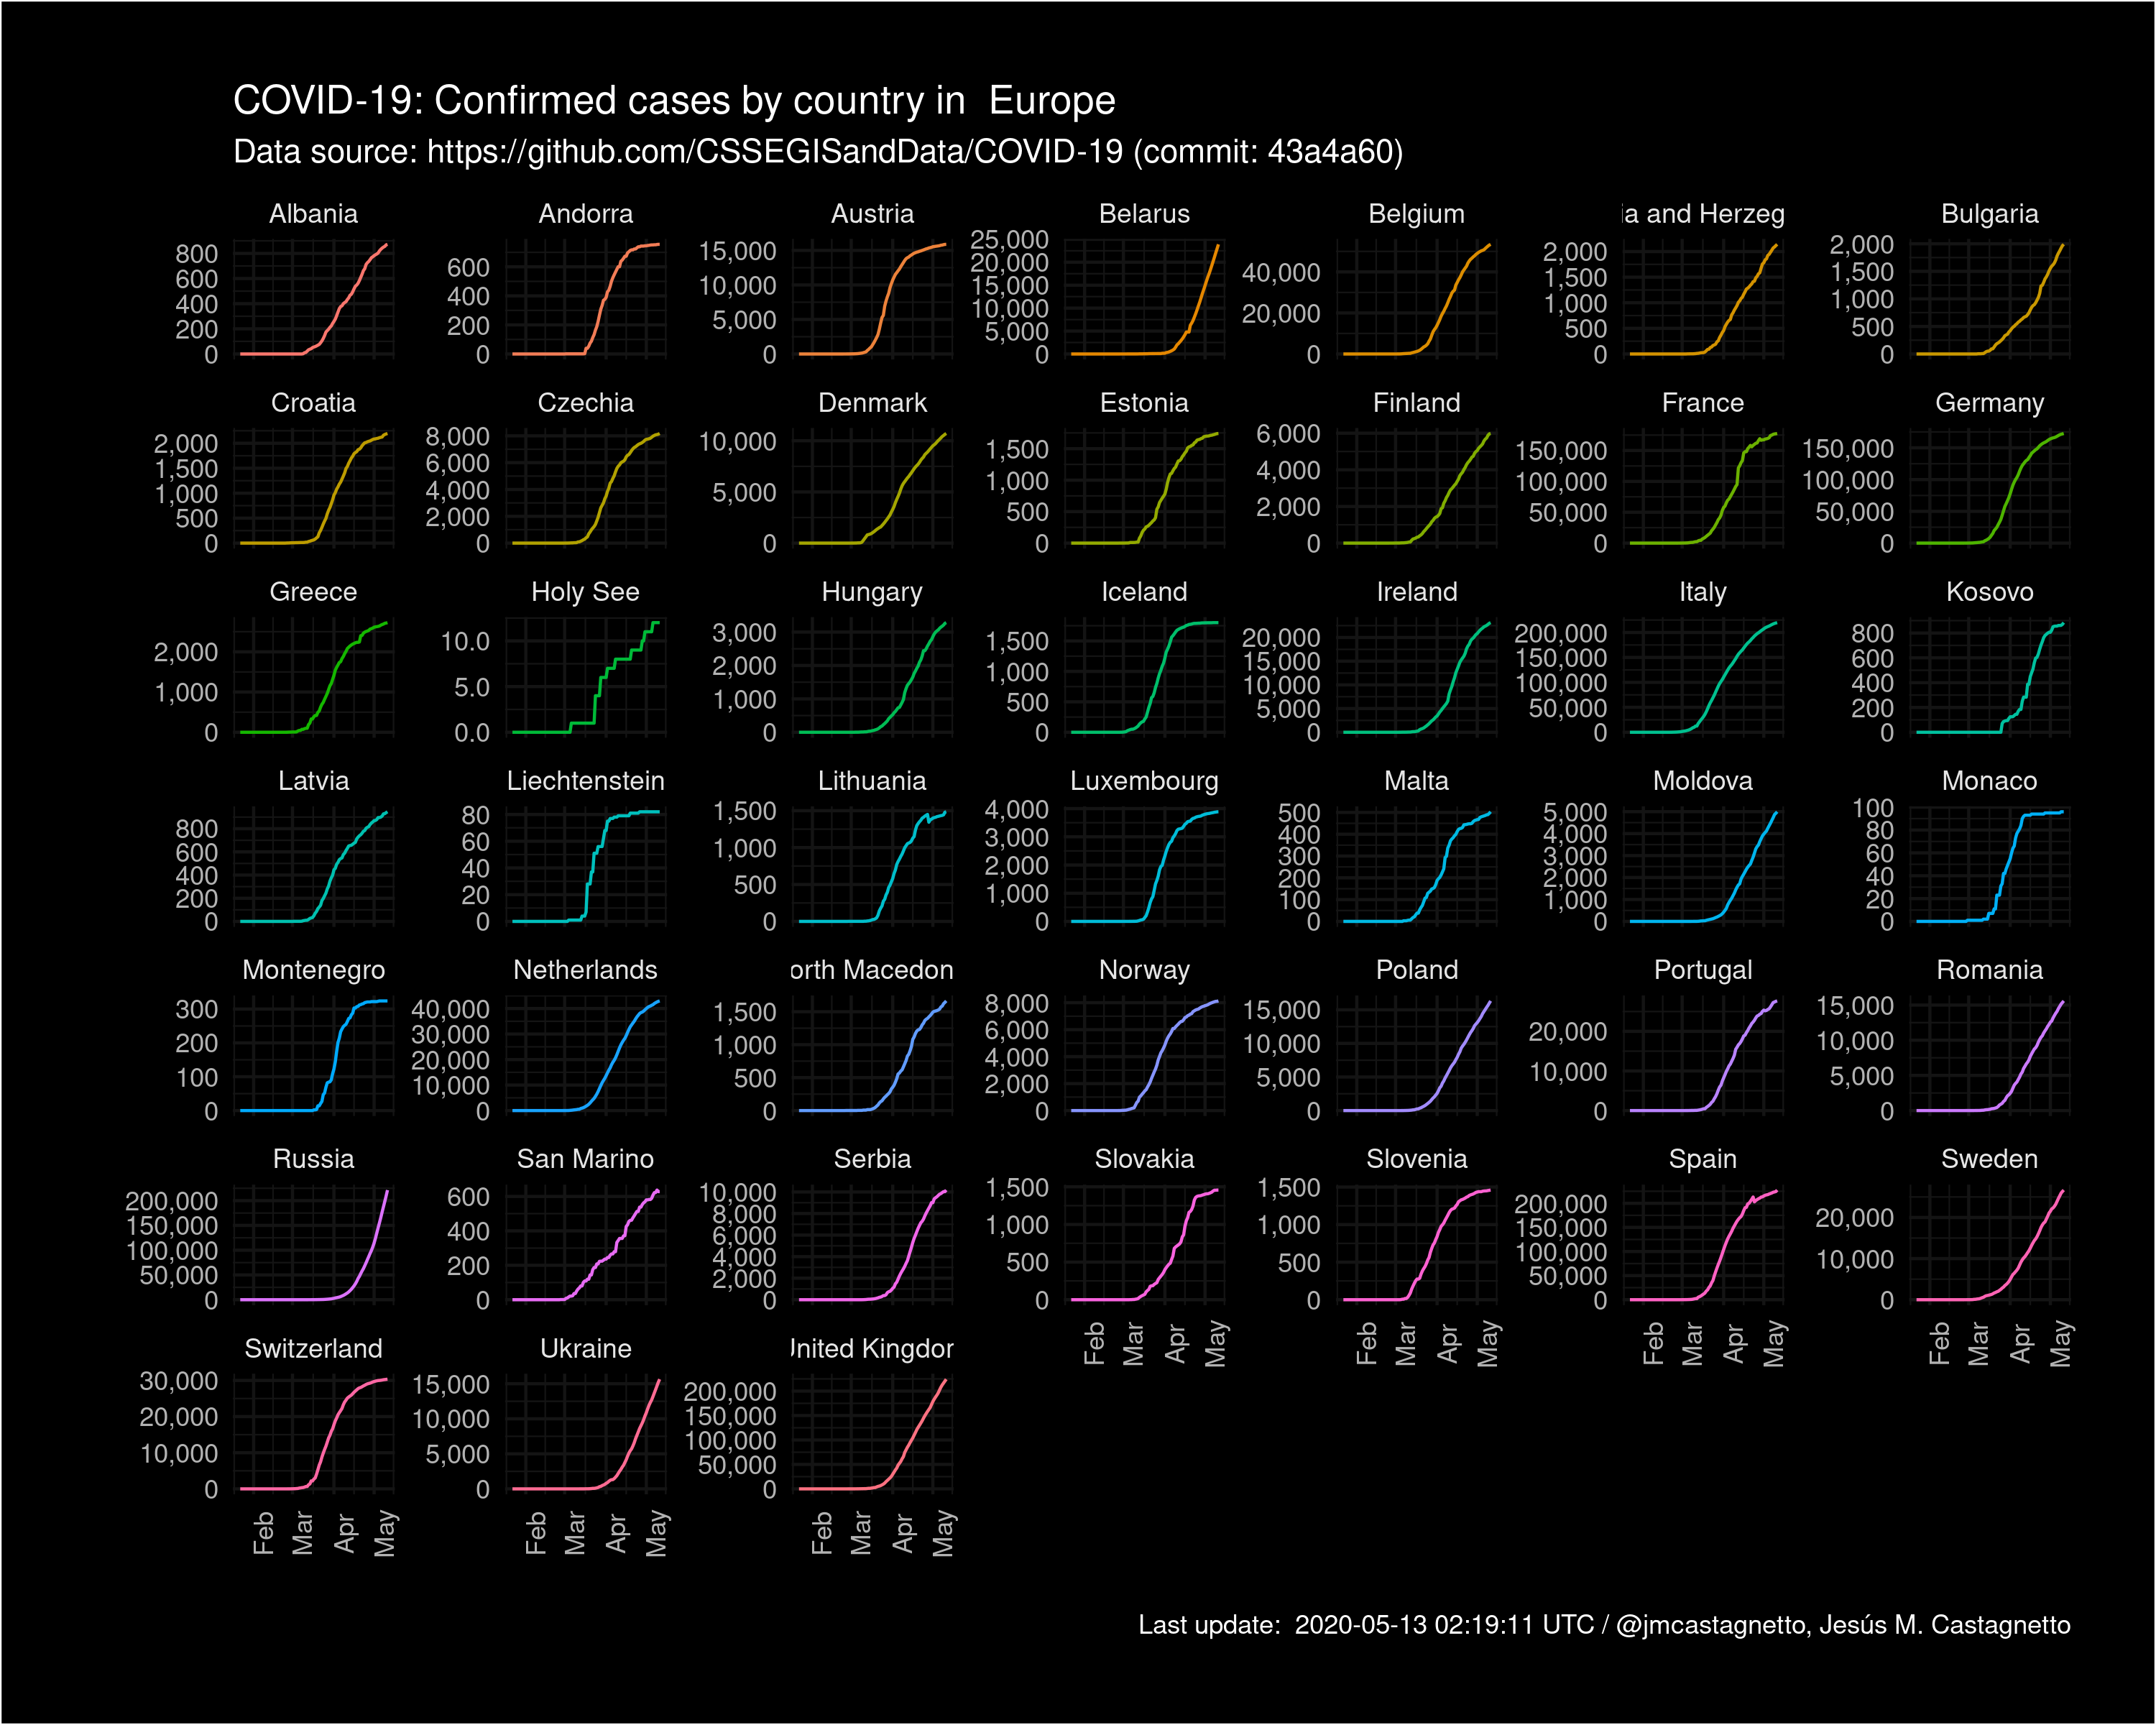 COVID-19: Confirmed cases by country in  Europe
Data source: https://github.com/CSSEGISandData/COVID-19 (commit: 43a4a60)
Albania Andorra Austria Belarus Belgium ia and Herzeg Bulgaria
800 600 400 200 0
600 400 200 0
15,000 10,000 5,000 0
25,000 20,000 15,000 10,000 5,000 0
40,000 20,000 0
2,000 1,500 1,000 500 0
2,000 1,500 1,000 500 0
Croatia Czechia Denmark Estonia Finland France Germany
2,000 1,500 1,000 500 0
8,000 6,000 4,000 2,000 0
10,000 5,000 0
1,500 1,000 500 0
6,000 4,000 2,000 0
150,000 100,000 50,000 0
150,000 100,000 50,000 0
Greece Holy See Hungary Iceland Ireland Italy Kosovo
2,000 1,000 0
10.0 5.0 0.0
3,000 2,000 1,000 0
1,500 1,000 500 0
20,000 15,000 10,000 5,000 0
200,000 150,000 100,000 50,000 0
800 600 400 200 0
Latvia Liechtenstein Lithuania Luxembourg Malta Moldova Monaco
800 600 400 200 0
80 60 40 20 0
1,500 1,000 500 0
4,000 3,000 2,000 1,000 0
500 400 300 200 100 0
5,000 4,000 3,000 2,000 1,000 0
100 80 60 40 20 0
Montenegro Netherlands orth Macedon Norway Poland Portugal Romania
300 200 100 0
40,000 30,000 20,000 10,000 0
1,500 1,000 500 0
8,000 6,000 4,000 2,000 0
15,000 10,000 5,000 0
20,000 10,000 0
15,000 10,000 5,000 0
Russia San Marino Serbia Slovakia Slovenia Spain Sweden
200,000 150,000 100,000 50,000 0
600 400 200 0
10,000 8,000 6,000 4,000 2,000 0
1,500 1,000 500 0
1,500 1,000 500 0
200,000 150,000 100,000 50,000 0
20,000 10,000 0
Feb Mar Apr May
Feb Mar Apr May
Feb Mar Apr May
Feb Mar Apr May
Switzerland Ukraine United Kingdor
30,000 20,000 10,000 0
15,000 10,000 5,000 0
200,000 150,000 100,000 50,000 0
Feb Mar Apr May
Feb Mar Apr May
Feb Mar Apr May
Last update:  2020-05-13 02:19:11 UTC / @jmcastagnetto, Jesús M. Castagnetto